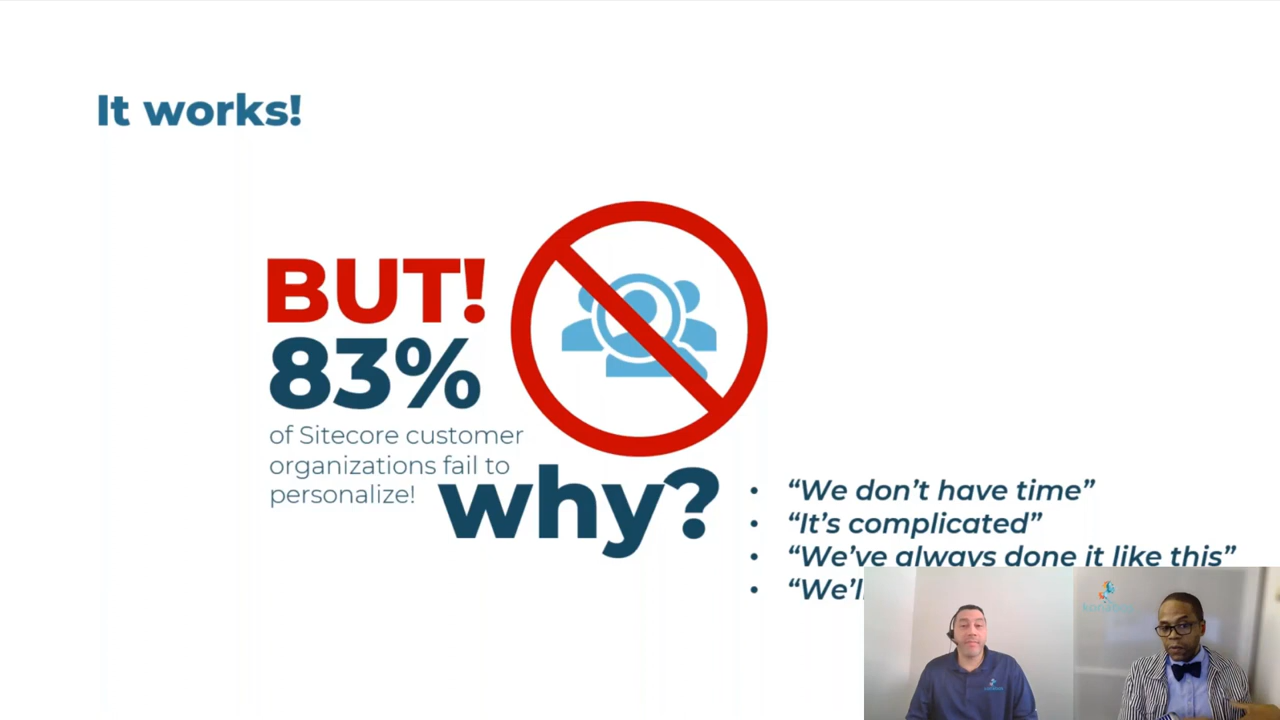 It works!
BUT!
83%
of Sitecore customer
organizations fail to
personalize!
why?
• “We don’t have time”
• “It’s complicated”
• “We’ve always done it like this”
• “We’ll